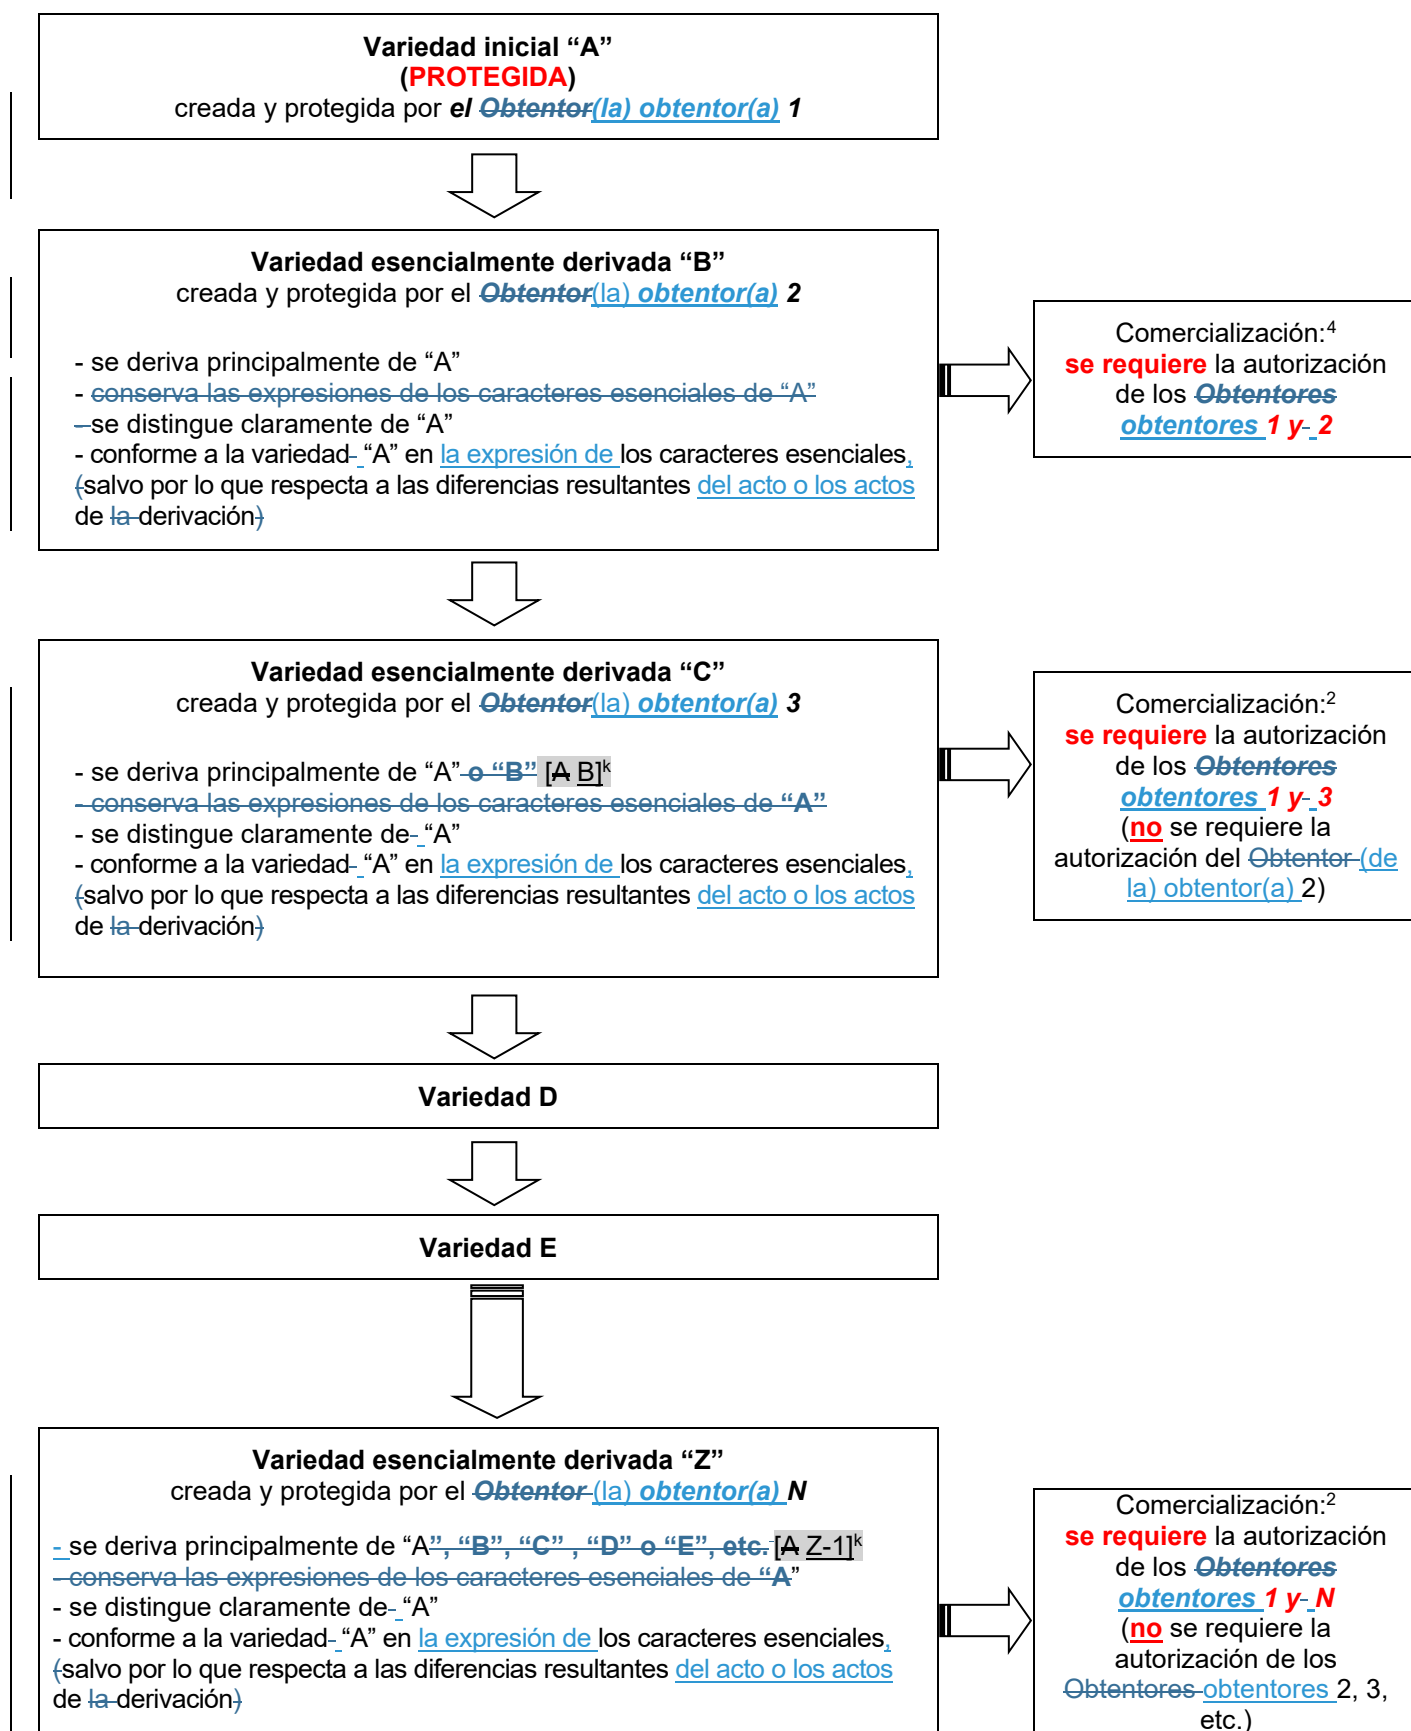 Variedad inicial “A”
(PROTEGIDA)
creada y protegida por el Obtentor(la) obtentor(a) 1
Variedad esencialmente derivada “B”
creada y protegida por el Obtentor(la) obtentor(a) 2
- se deriva principalmente de “A”
- conserva las expresiones de los caracteres esenciales de “A”
- se distingue claramente de “A”
- conforme a la variedad- “A” en la expresión de los caracteres esenciales,
(salvo por lo que respecta a las diferencias resultantes del acto o los actos
de la derivación)
Comercialización:4
se requiere la autorización
de los Obtentores
obtentores 1 y- 2
Variedad esencialmente derivada “C”
creada y protegida por el Obtentor(la) obtentor(a) 3
- se deriva principalmente de “A” o “B” [A B]k
- conserva las expresiones de los caracteres esenciales de “A”
- se distingue claramente de- “A”
- conforme a la variedad- “A” en la expresión de los caracteres esenciales,
(salvo por lo que respecta a las diferencias resultantes del acto o los actos
de la derivación)
Comercialización:2
se requiere la autorización
de los Obtentores
obtentores 1 y- 3
(no se requiere la
autorización del Obtentor (de
la) obtentor(a) 2)
Variedad D
Variedad E
Variedad esencialmente derivada “Z”
creada y protegida por el Obtentor (la) obtentor(a) N
- se deriva principalmente de “A”, “B”, “C” , “D” o “E”, etc. [A Z-1]k
- conserva las expresiones de los caracteres esenciales de “A”
- se distingue claramente de- “A”
- conforme a la variedad- “A” en la expresión de los caracteres esenciales,
(salvo por lo que respecta a las diferencias resultantes del acto o los actos
de la derivación)
Comercialización:2
se requiere la autorización
de los Obtentores
obtentores 1 y- N
(no se requiere la
autorización de los
Obtentores obtentores 2, 3,
etc.)